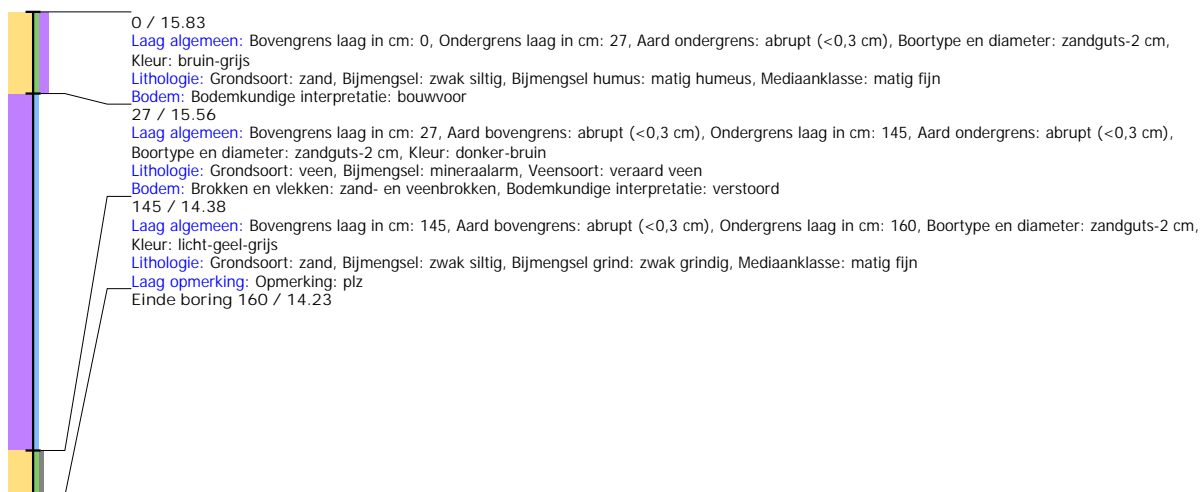 0 / 15.83
Laag algemeen: Bovengrens laag in cm: 0, Ondergrens laag in cm: 27, Aard ondergrens: abrupt (<0,3 cm), Boortype en diameter: zandguts-2 cm,
Kleur: bruin-grijs
Lithologie: Grondsoort: zand, Bijmengsel: zwak siltig, Bijmengsel humus: matig humeus, Mediaanklasse: matig fijn
Bodem: Bodemkundige interpretatie: bouwvoor
27 / 15.56
Laag algemeen: Bovengrens laag in cm: 27, Aard bovengrens: abrupt (<0,3 cm), Ondergrens laag in cm: 145, Aard ondergrens: abrupt (<0,3 cm),
Boortype en diameter: zandguts-2 cm, Kleur: donker-bruin
Lithologie: Grondsoort: veen, Bijmengsel: mineraalarm, Veensoort: veraard veen
Bodem: Brokken en vlekken: zand- en veenbrokken, Bodemkundige interpretatie: verstoord
145 / 14.38
Laag algemeen: Bovengrens laag in cm: 145, Aard bovengrens: abrupt (<0,3 cm), Ondergrens laag in cm: 160, Boortype en diameter: zandguts-2 cm,
Kleur: licht-geel-grijs
Lithologie: Grondsoort: zand, Bijmengsel: zwak siltig, Bijmengsel grind: zwak grindig, Mediaanklasse: matig fijn
Laag opmerking: Opmerking: plz
Einde boring 160 / 14.23